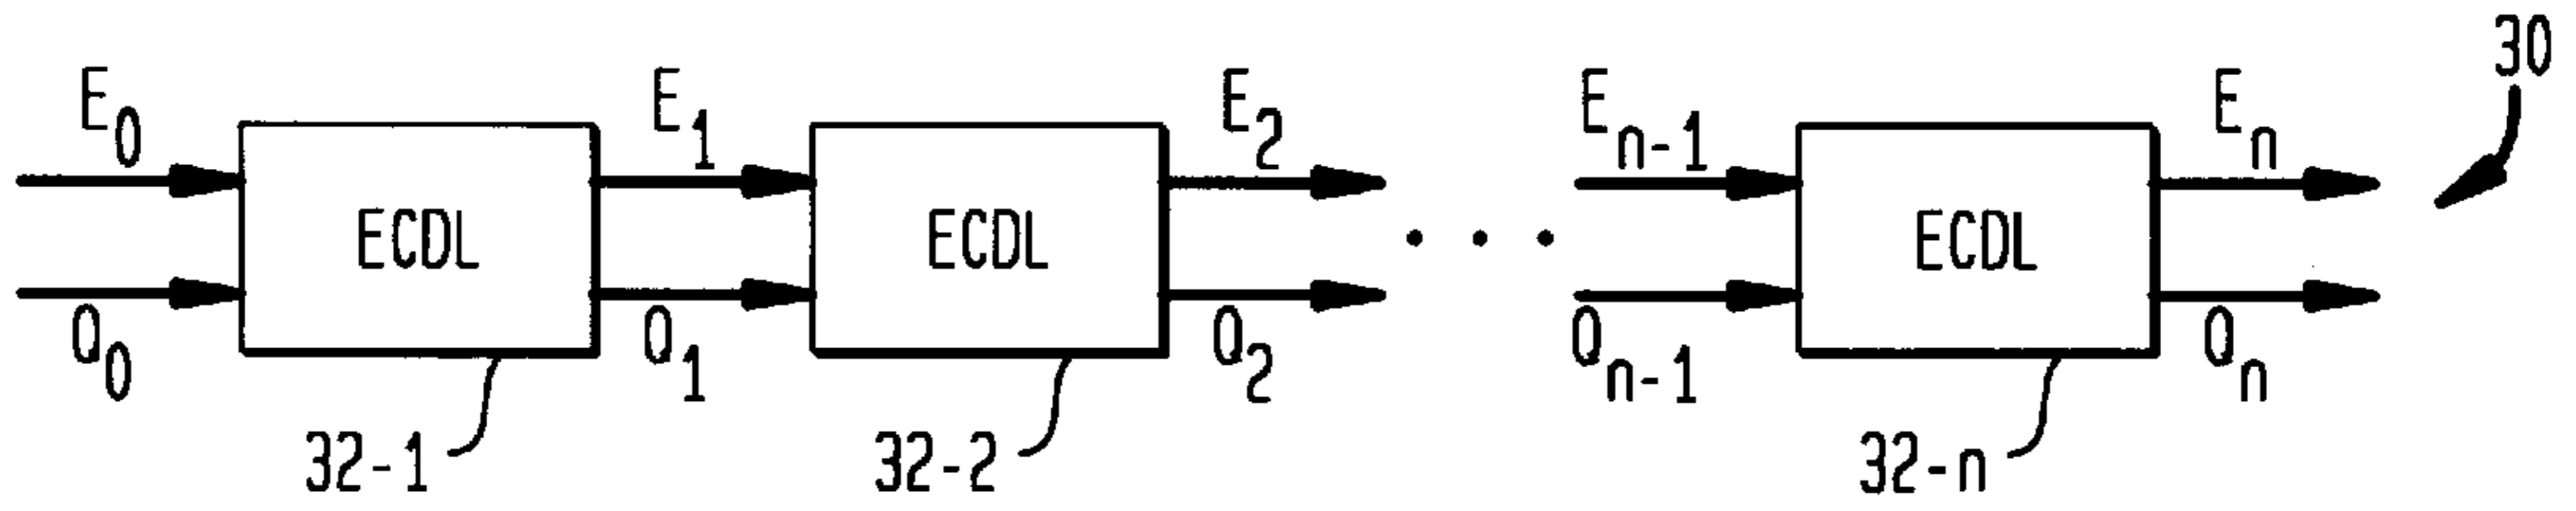 30
E0 E1 E2 En-1 En
ECDL ECDL . . . ECDL
Q0 Q1 Q2 Qn-1 Qn
32-1 32-2 32-n